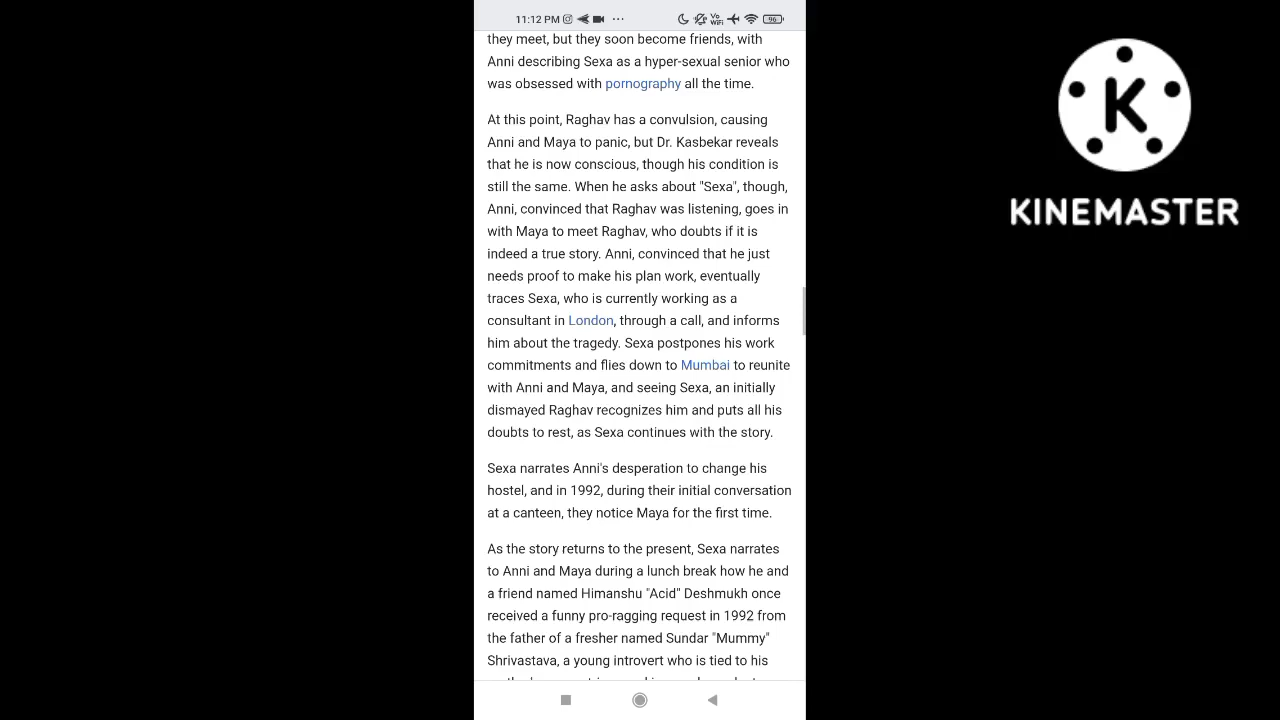 11:12 PM
Vo WiFi
96
they meet, but they soon become friends, with
Anni describing Sexa as a hyper-sexual senior who
was obsessed with pornography all the time.
At this point, Raghav has a convulsion, causing
Anni and Maya to panic, but Dr. Kasbekar reveals
that he is now conscious, though his condition is
still the same. When he asks about "Sexa", though,
Anni, convinced that Raghav was listening, goes in
with Maya to meet Raghav, who doubts if it is
indeed a true story. Anni, convinced that he just
needs proof to make his plan work, eventually
traces Sexa, who is currently working as a
consultant in London, through a call, and informs
him about the tragedy. Sexa postpones his work
commitments and flies down to Mumbai to reunite
with Anni and Maya, and seeing Sexa, an initially
dismayed Raghav recognizes him and puts all his
doubts to rest, as Sexa continues with the story.
Sexa narrates Anni's desperation to change his
hostel, and in 1992, during their initial conversation
at a canteen, they notice Maya for the first time.
As the story returns to the present, Sexa narrates
to Anni and Maya during a lunch break how he and
a friend named Himanshu "Acid" Deshmukh once
received a funny pro-ragging request in 1992 from
the father of a fresher named Sundar "Mummy"
Shrivastava, a young introvert who is tied to his
K
KINEMASTER